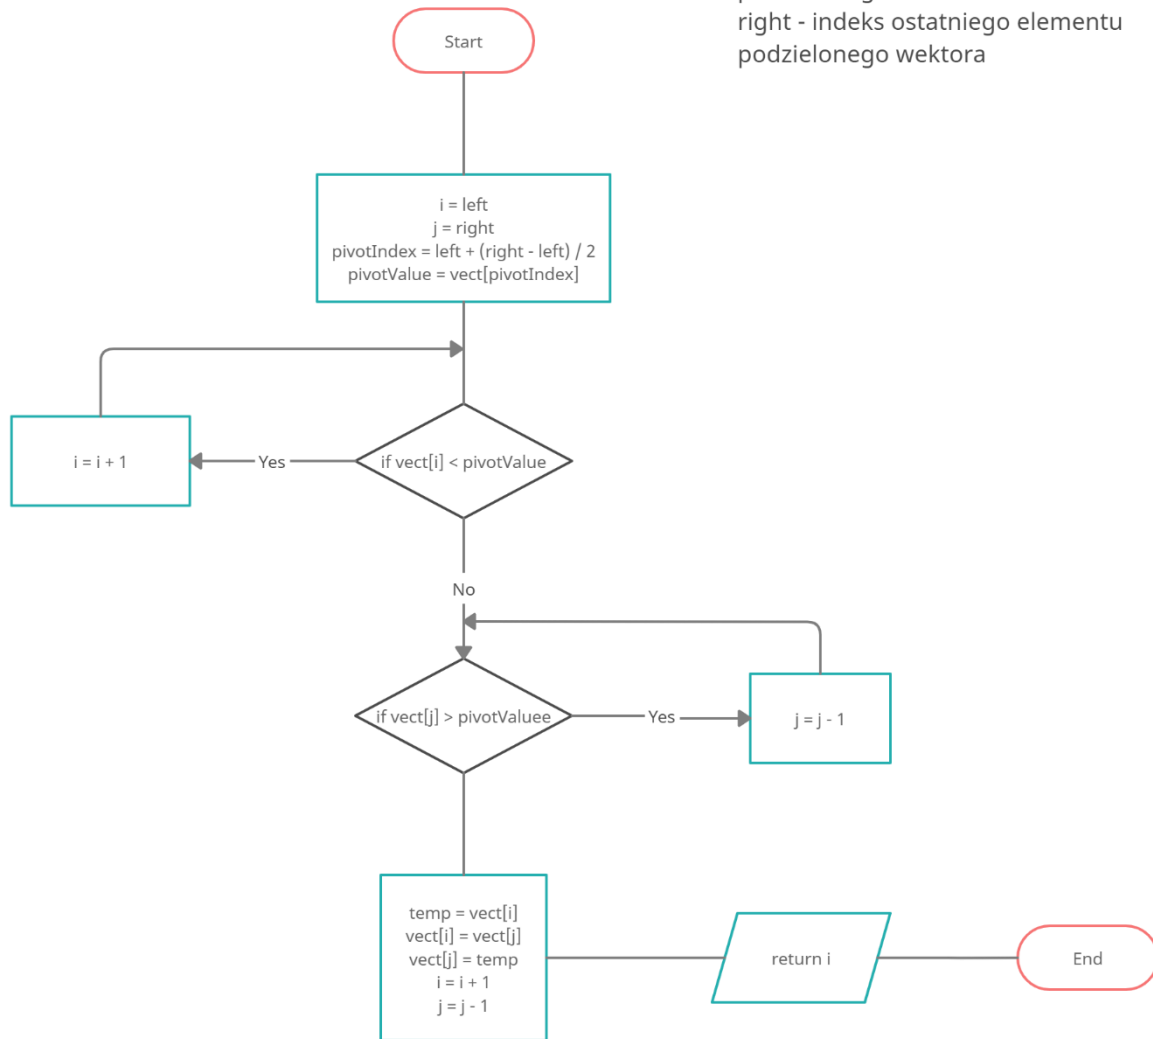 right - indeks ostatniego elementu
podzielonego wektora
Start
i = left
j = right
pivotIndex = left + (right - left) / 2
pivotValue = vect[pivotIndex]
i = i + 1
Yes
if vect[i] < pivotValue
No
if vect[j] > pivotValuee
Yes
j = j - 1
temp = vect[i]
vect[i] = vect[j]
vect[j] = temp
i = i + 1
j = j - 1
return i
End